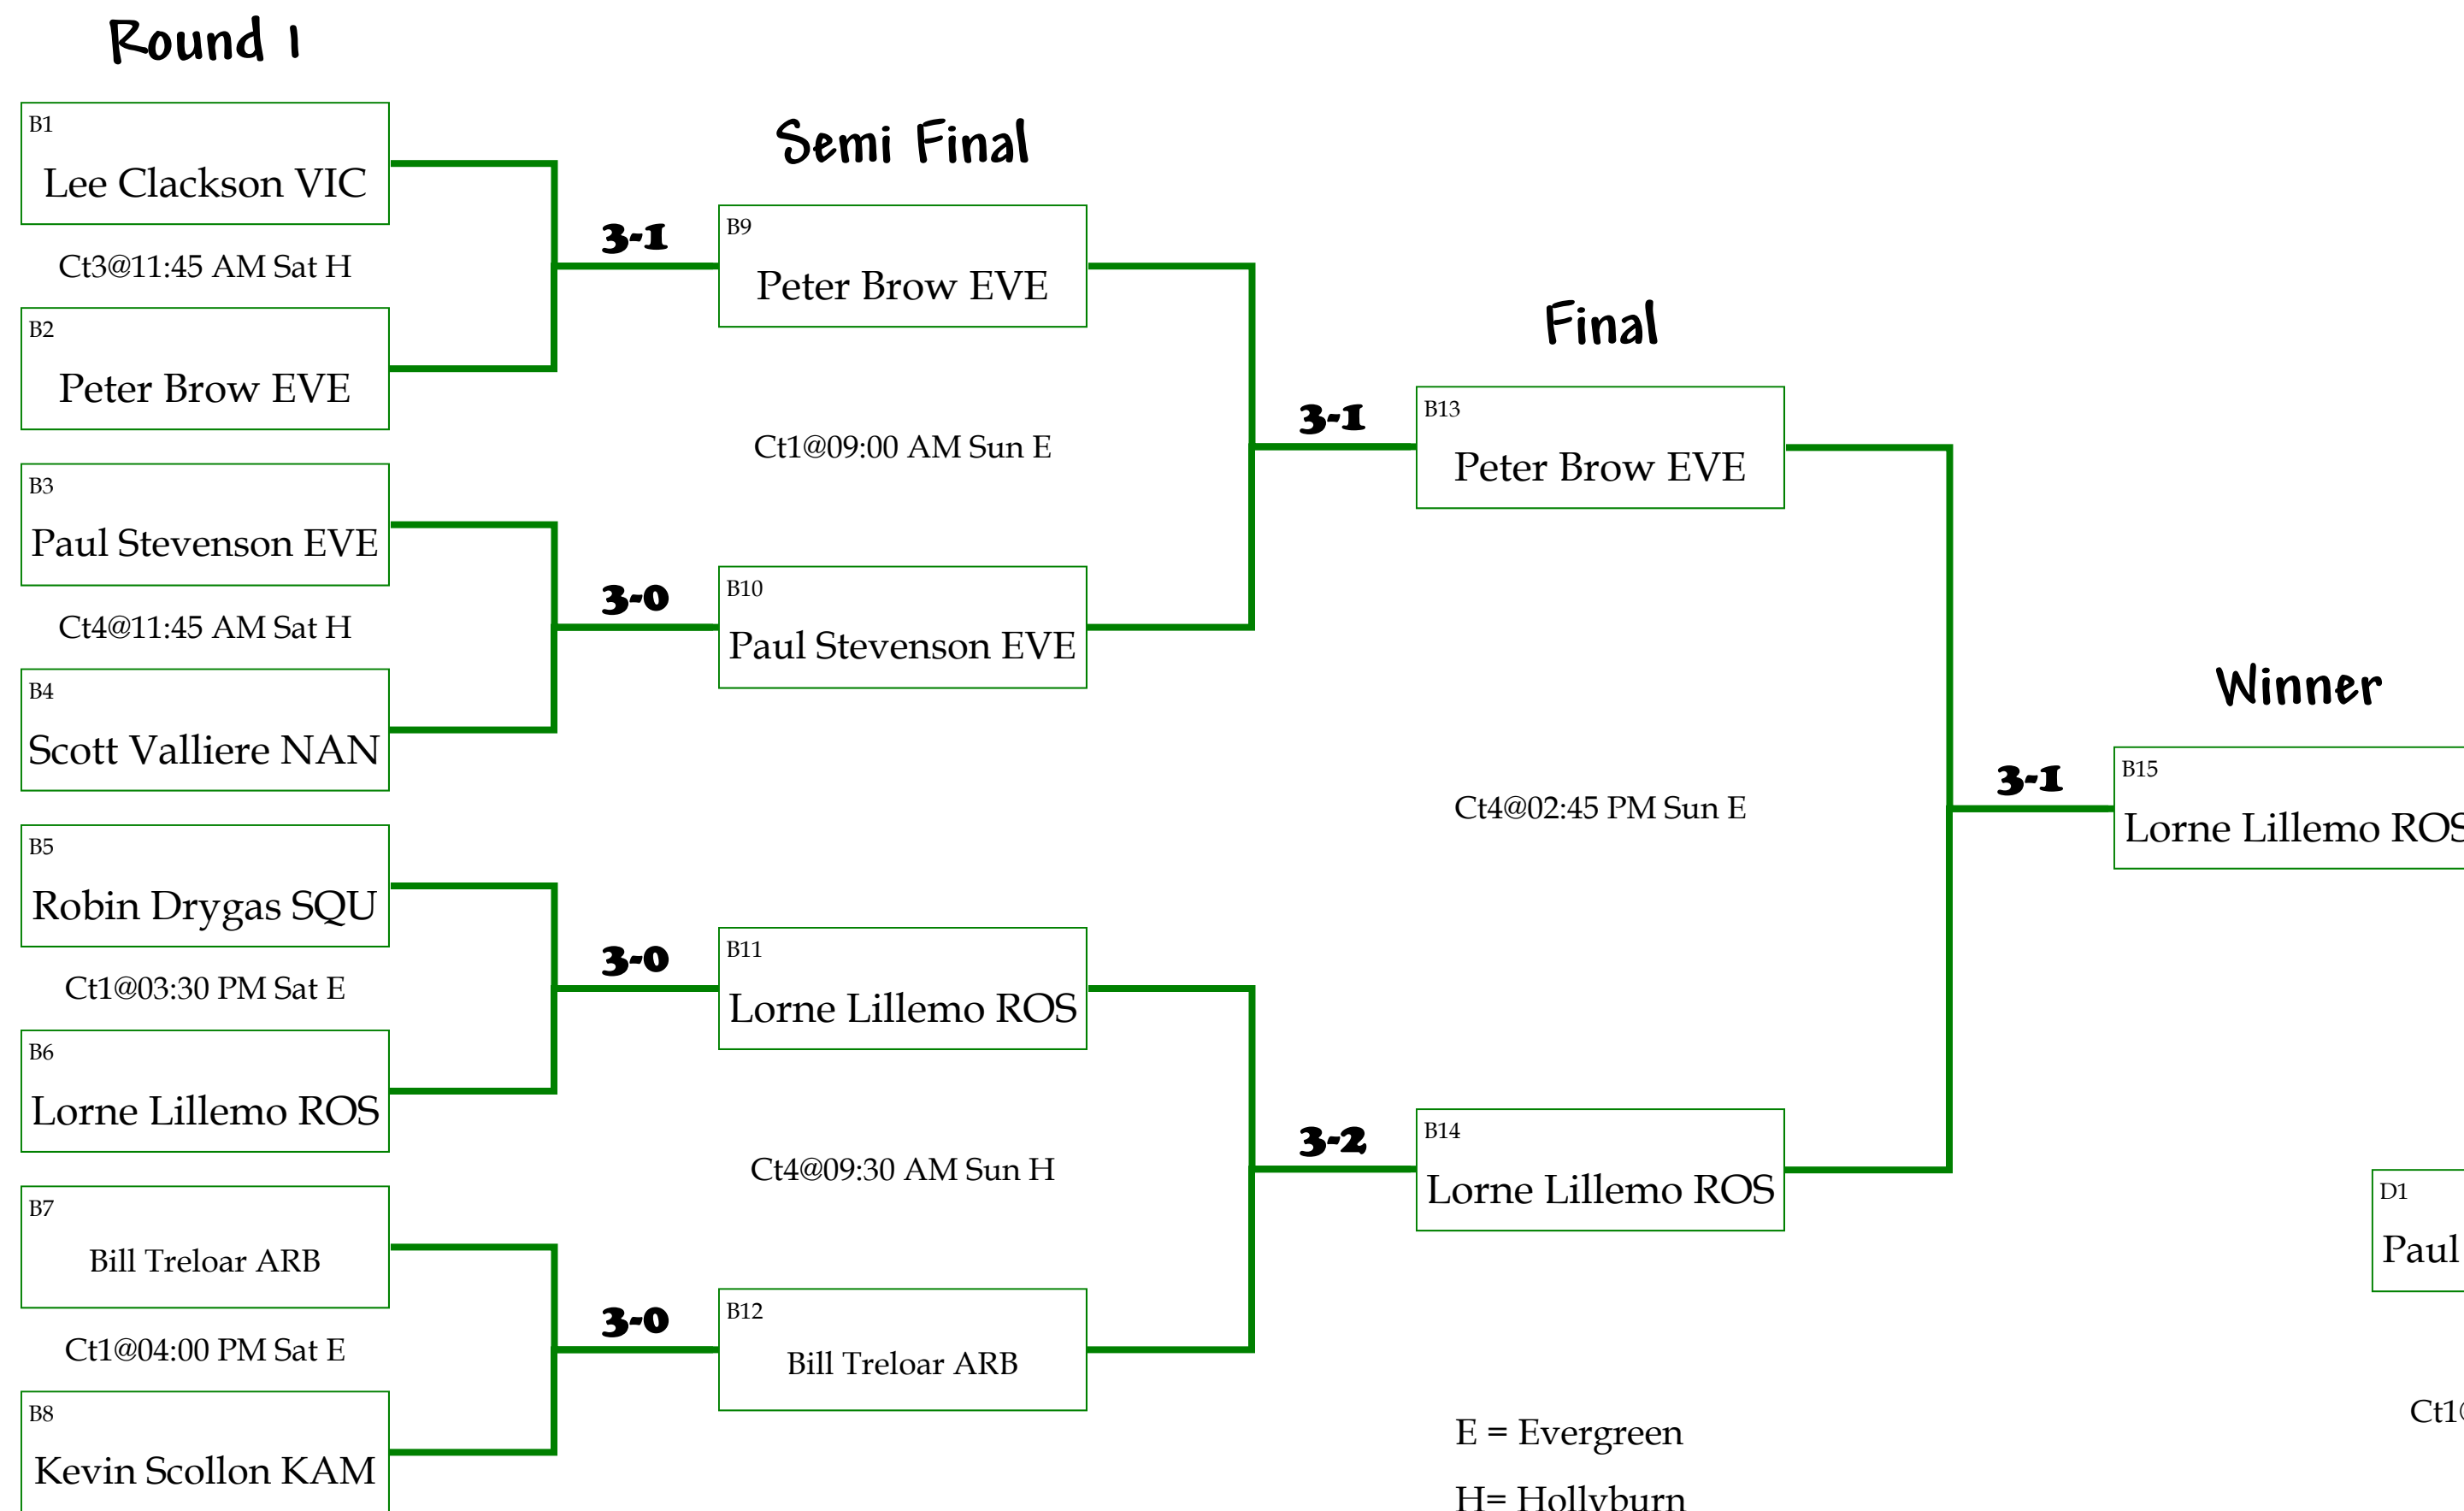 Round 1
B1
Lee Clackson VIC
Ct3@11:45 AM Sat H
B2
Peter Brow EVE
B3
Paul Stevenson EVE
Ct4@11:45 AM Sat H
B4
Scott Valliere NAN
B5
Robin Drygas SQU
Ct1@03:30 PM Sat E
B6
Lorne Lillemo ROS
B7
Bill Treloar ARB
Ct1@04:00 PM Sat E
B8
Kevin Scollon KAM
Semi Final
3-1
B9
Peter Brow EVE
Ct1@09:00 AM Sun E
3-0
B10
Paul Stevenson EVE
3-0
B11
Lorne Lillemo ROS
Ct4@09:30 AM Sun H
3-0
B12
Bill Treloar ARB
Final
3-1
B13
Peter Brow EVE
Ct4@02:45 PM Sun E
3-2
B14
Lorne Lillemo ROS
E = Evergreen
H= Hollyburn
Winner
3-1
B15
Lorne Lillemo ROS
D1
Paul
Ct1@